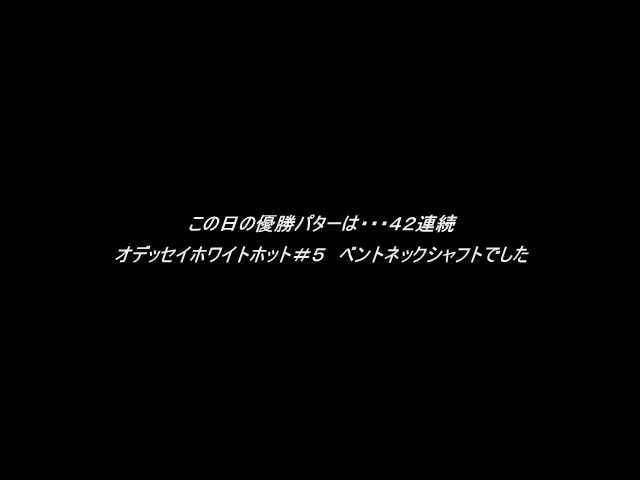 この日の優勝パターは・・・42連続
オデッセイホワイトホット＃5　ベントネックシャフトでした